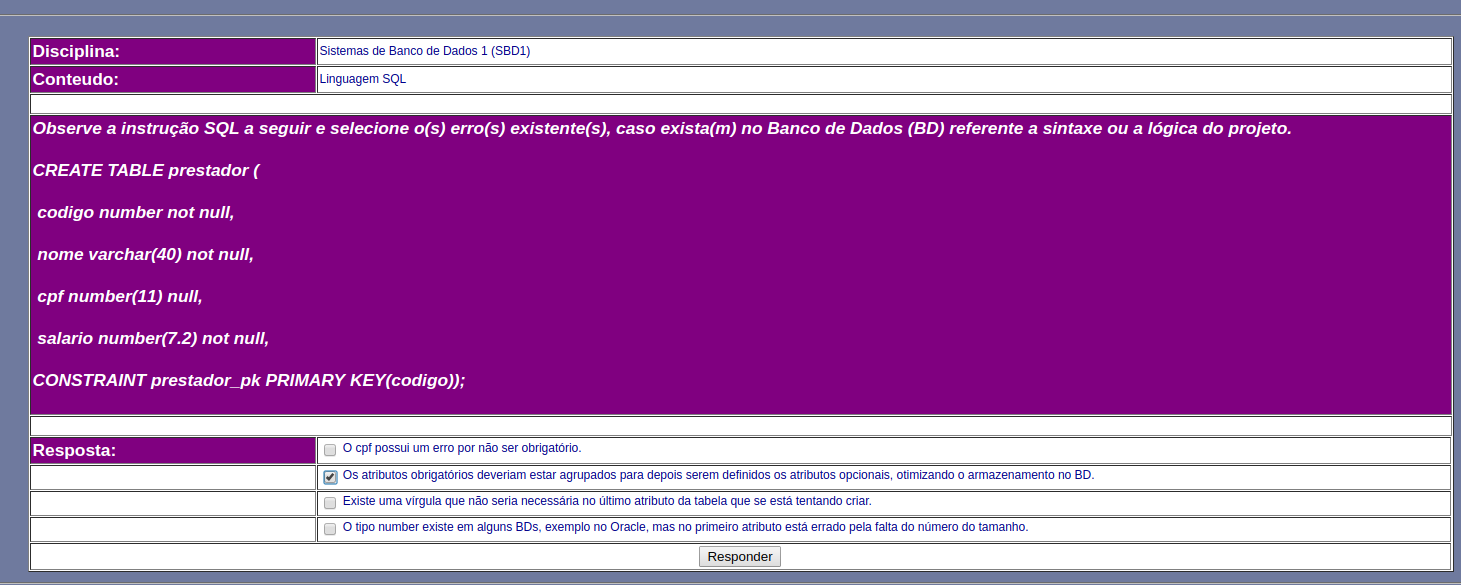 Disciplina: Sistemas de Banco de Dados 1 (SBD1)
Conteudo: Linguagem SQL
Observe a instrução SQL a seguir e selecione o(s) erro(s) existente(s), caso exista(m) no Banco de Dados (BD) referente a sintaxe ou a lógica do projeto.
CREATE TABLE prestador (
codigo number not null,
nome varchar(40) not null,
cpf number(11) null,
salario number(7.2) not null,
CONSTRAINT prestador_pk PRIMARY KEY(codigo));
Resposta: O cpf possui um erro por não ser obrigatório.
Os atributos obrigatórios deveriam estar agrupados para depois serem definidos os atributos opcionais, otimizando o armazenamento no BD.
Existe uma vírgula que não seria necessária no último atributo da tabela que se está tentando criar.
O tipo number existe em alguns BDs, exemplo no Oracle, mas no primeiro atributo está errado pela falta do número do tamanho.
Responder